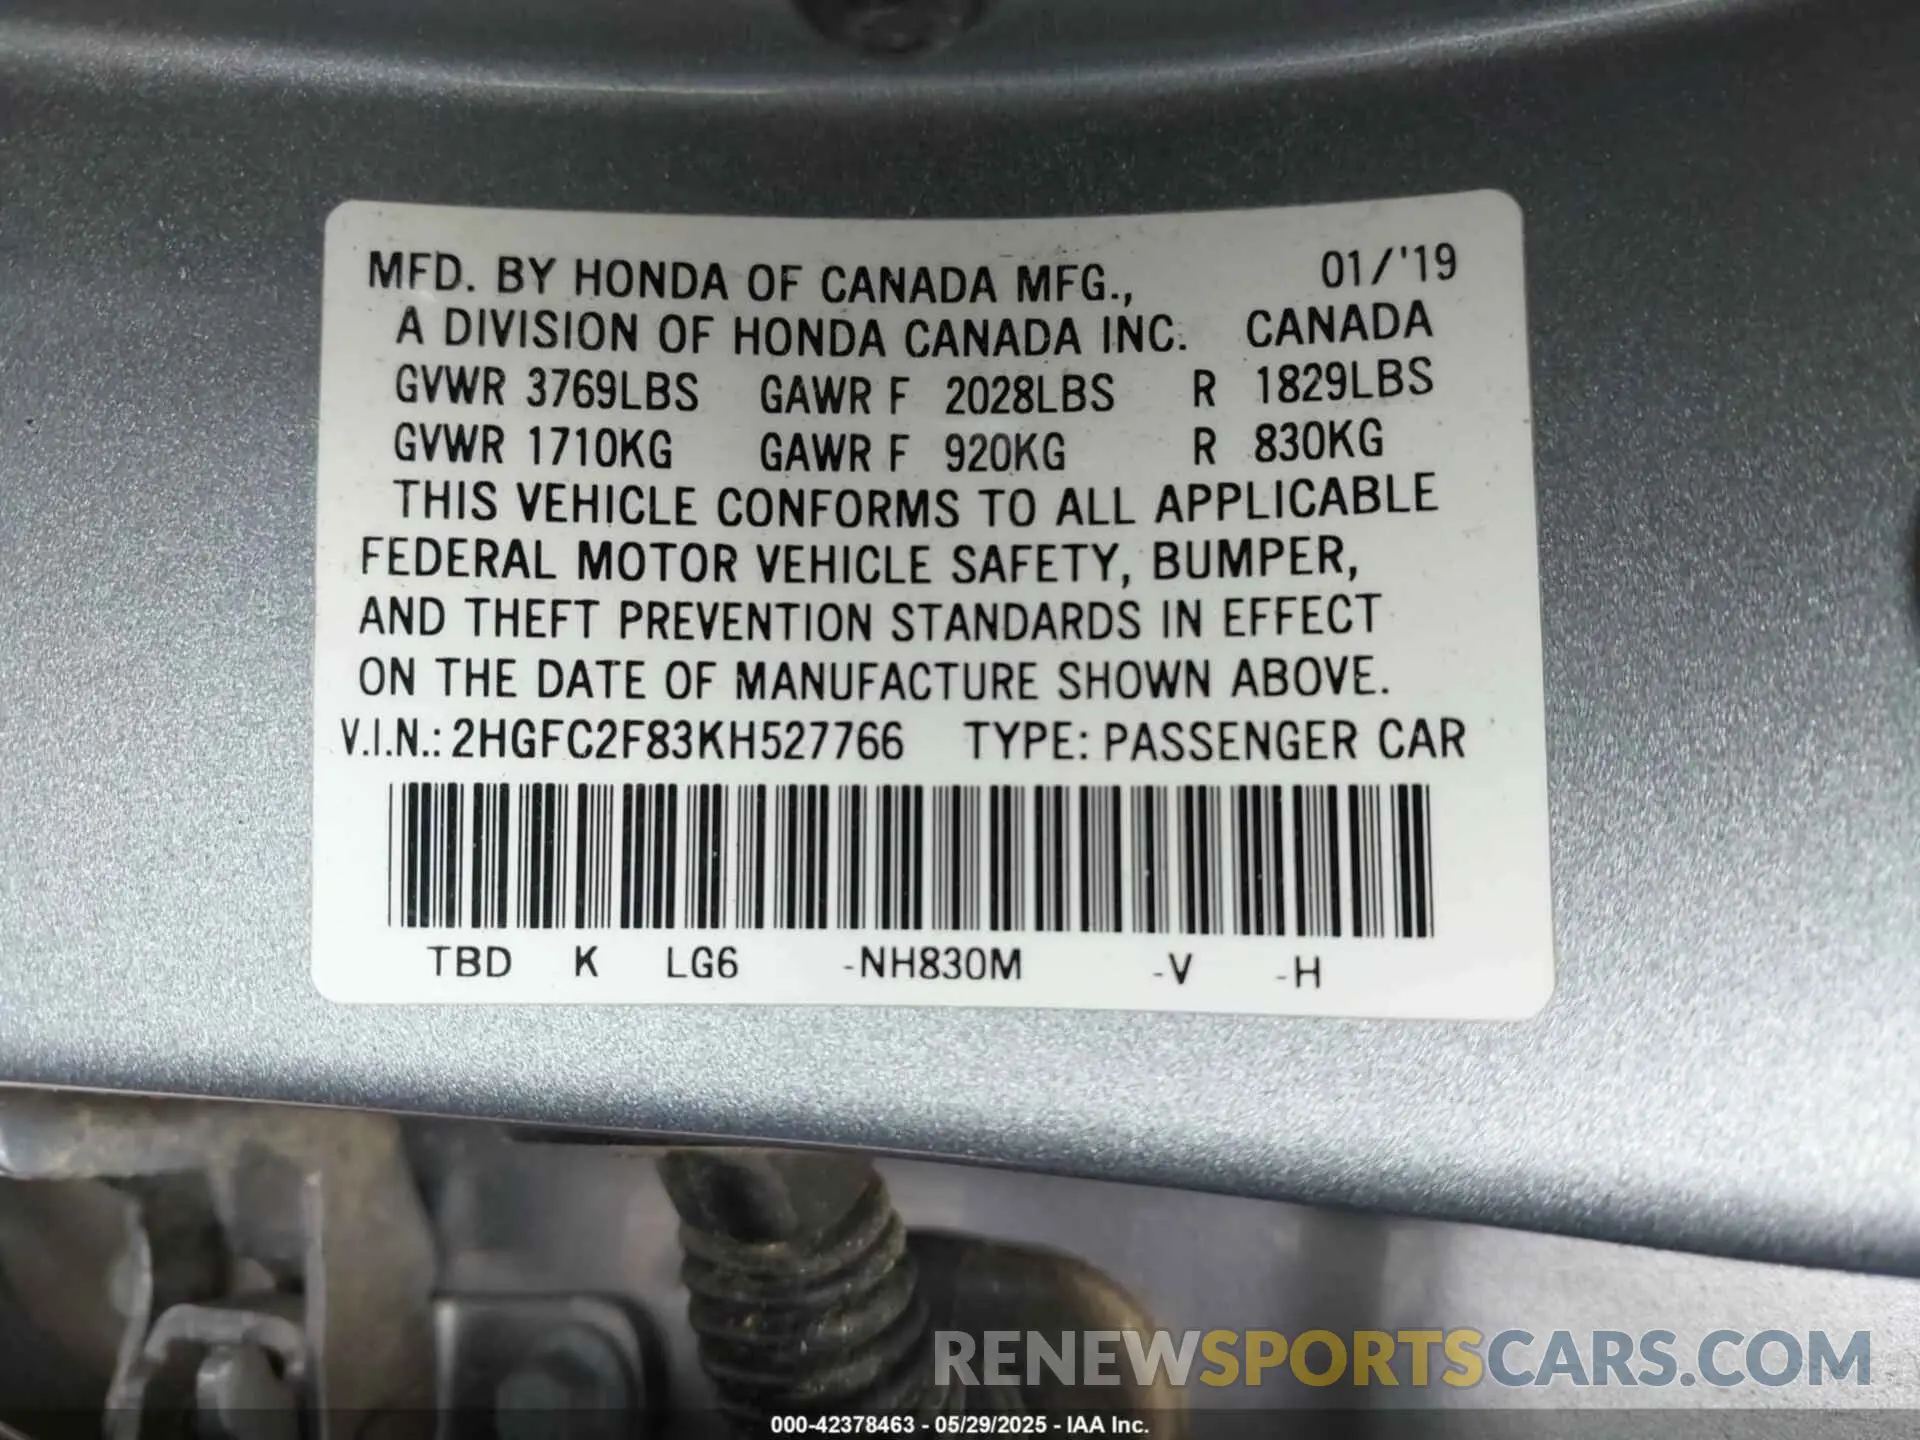 MFD. BY HONDA OF CANADA MFG., 01/'19
A DIVISION OF HONDA CANADA INC. CANADA
GVWR 3769LBS GAWR F 2028LBS R 1829LBS
GVWR 1710KG GAWR F 920KG R 830KG
THIS VEHICLE CONFORMS TO ALL APPLICABLE
FEDERAL MOTOR VEHICLE SAFETY, BUMPER,
AND THEFT PREVENTION STANDARDS IN EFFECT
ON THE DATE OF MANUFACTURE SHOWN ABOVE.
V.I.N.: 2HGFC2F83KH527766 TYPE: PASSENGER CAR
TBD K LG6 -NH830M -V -H
RENEWSPORTSCARS.COM
000-42378463 - 05/29/2025 - IAA Inc.